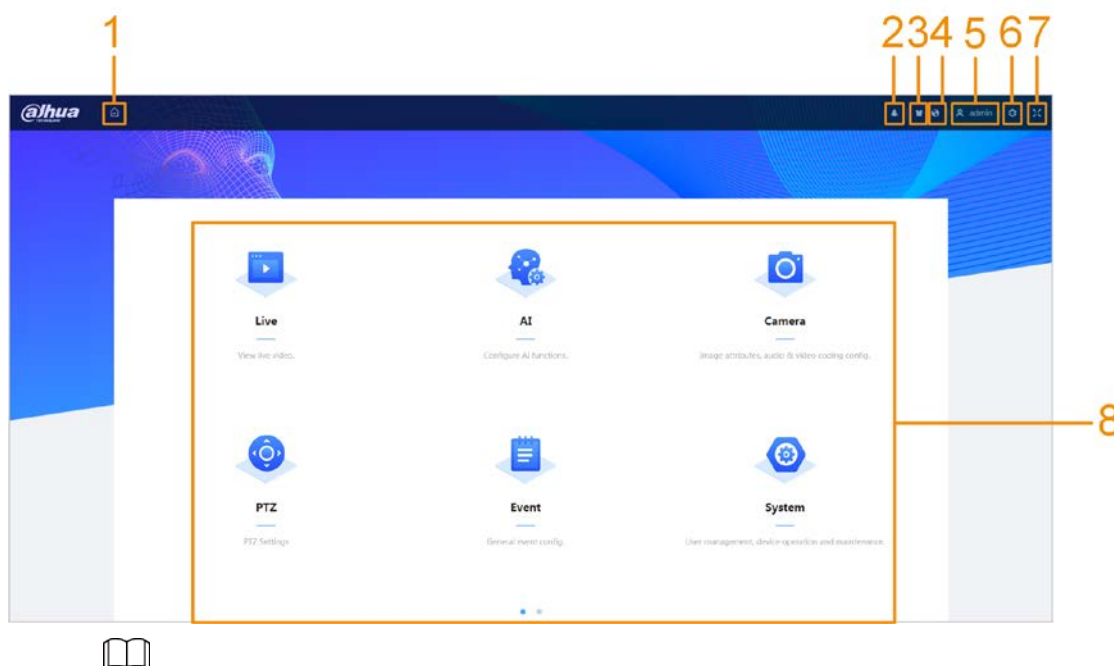 1
2 3 4 5 6 7
alhua
TECHNOLOGY
admin
Live
AI
Camera
View live video.
Configure AI functions.
Image attributes, audio & video coding config.
8
PTZ
Event
System
PTZ Settings
General event config.
User management, device operation and maintenance.